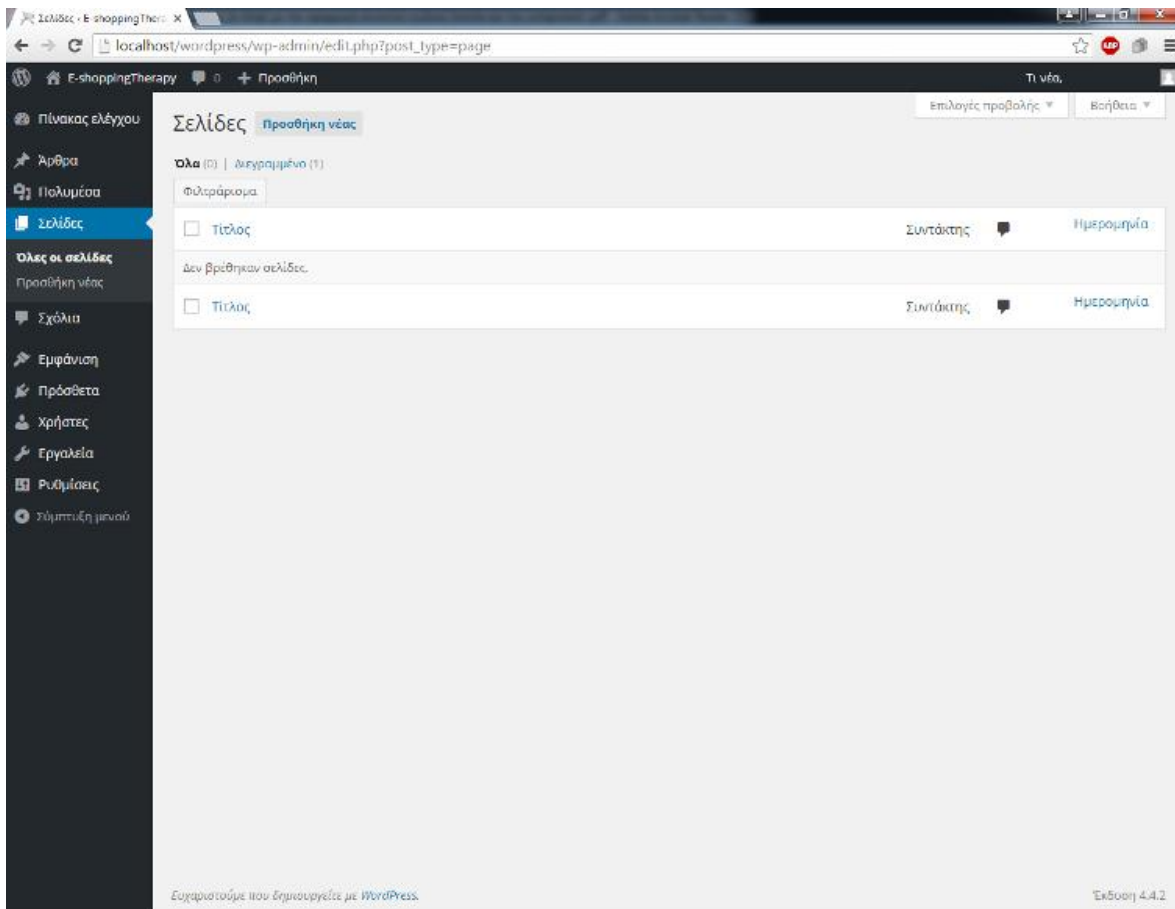 Σελίδες ‹ E-shoppingThera
localhost/wordpress/wp-admin/edit.php?post_type=page
E-shoppingTherapy 0 + Προσθήκη Τι νέα,
Επιλογές προβολής Βοήθεια
Πίνακας ελέγχου
Άρθρα
Πολυμέσα
Σελίδες
Όλες οι σελίδες
Προσθήκη νέας
Σχόλια
Εμφάνιση
Πρόσθετα
Χρήστες
Εργαλεία
Ρυθμίσεις
Σύμπτυξη μενού
Σελίδες Προσθήκη νέας
Όλα (0) | Διεγραμμένο (1)
Φιλτράρισμα
Τίτλος Συντάκτης Ημερομηνία
Δεν βρέθηκαν σελίδες.
Τίτλος Συντάκτης Ημερομηνία
Ευχαριστούμε που δημιουργείτε με WordPress.
Έκδοση 4.4.2